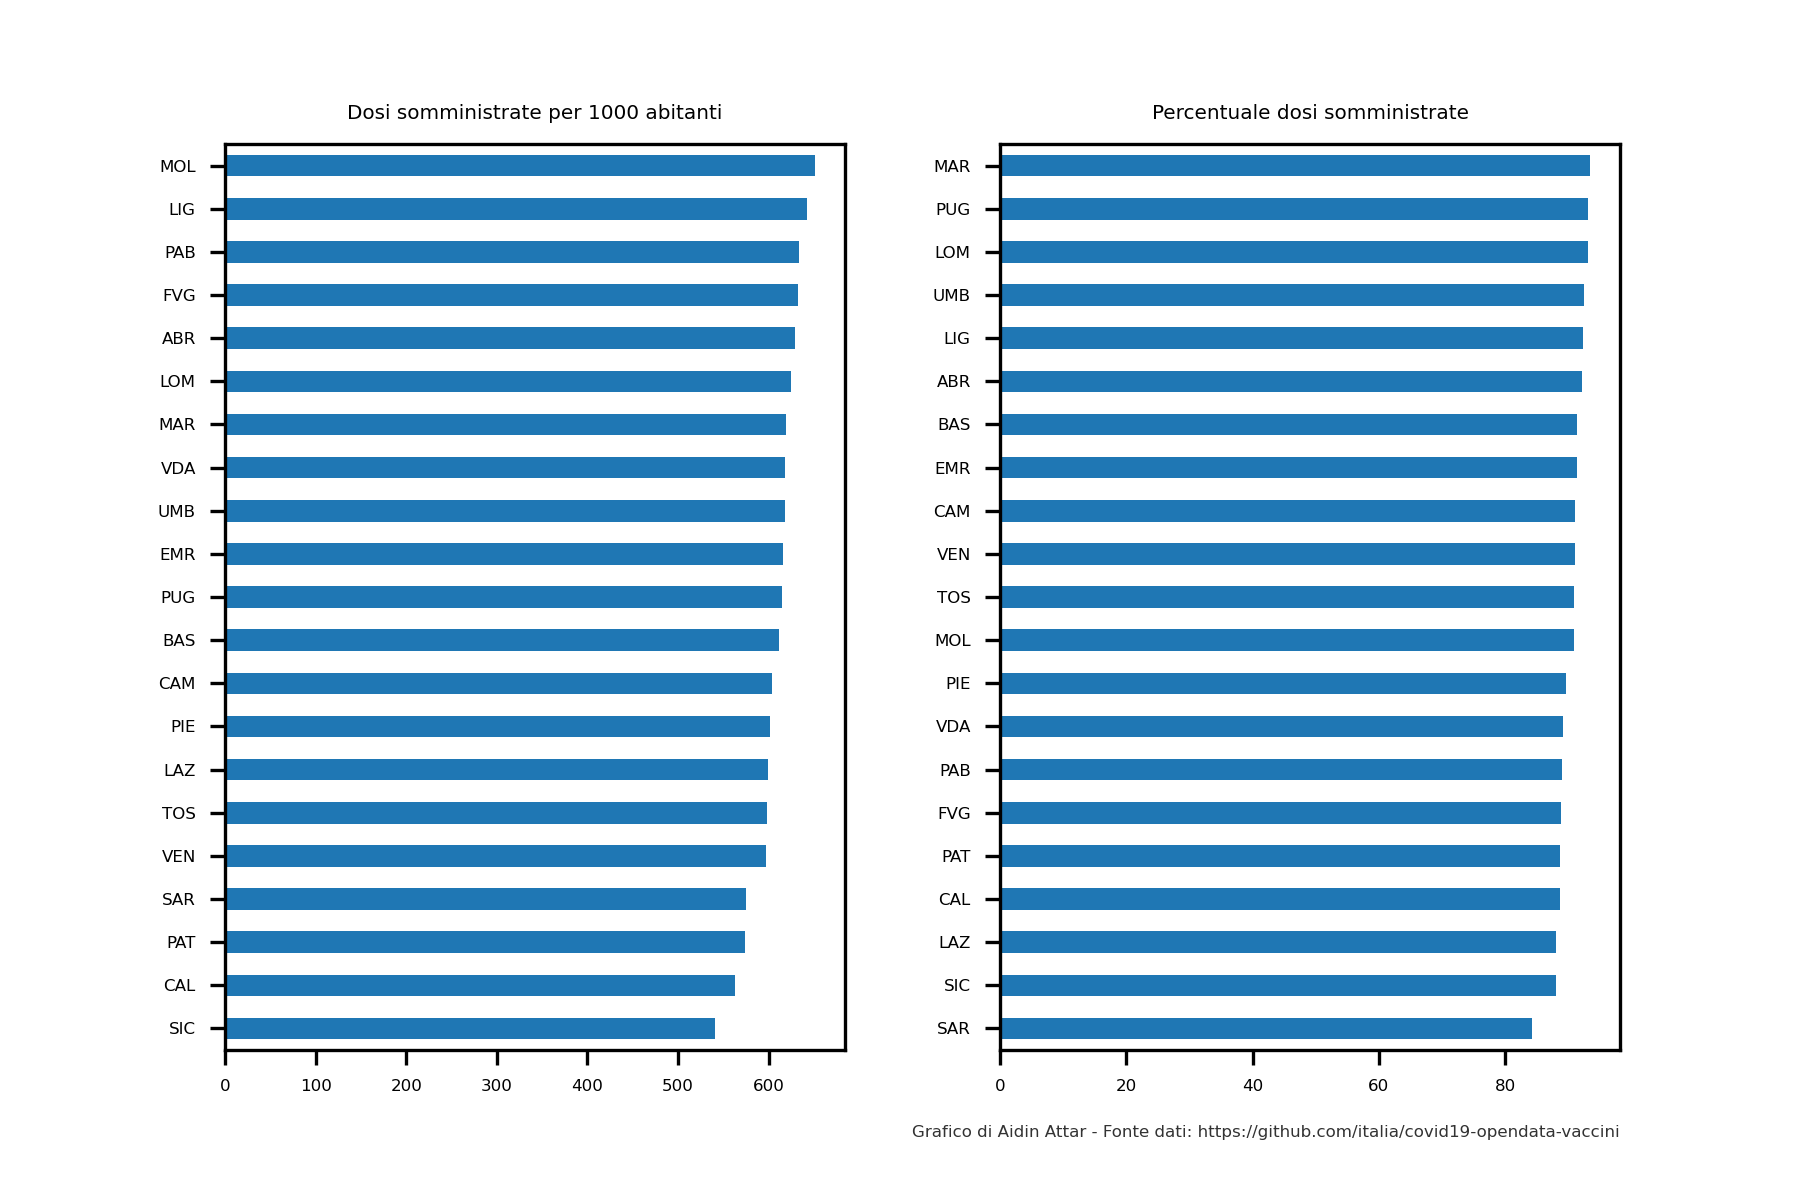 Dosi somministrate per 1000 abitanti
MOL
LIG
PAB
FVG
ABR
LOM
MAR
VDA
UMB
EMR
PUG
BAS
CAM
PIE
LAZ
TOS
VEN
SAR
PAT
CAL
SIC
0 100 200 300 400 500 600
Percentuale dosi somministrate
MAR
PUG
LOM
UMB
LIG
ABR
BAS
EMR
CAM
VEN
TOS
MOL
PIE
VDA
PAB
FVG
PAT
CAL
LAZ
SIC
SAR
0 20 40 60 80
Grafico di Aidin Attar - Fonte dati: https://github.com/italia/covid19-opendata-vaccini